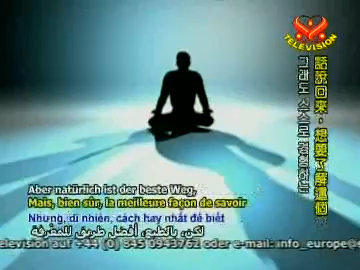 TELEVISION
話說回來，想要了解這個
그래도 스스로 경험하는
Aber natürlich ist der beste Weg,
Mais, bien sûr, la meilleure façon de savoir
Nhưng, dĩ nhiên, cách hay nhất để biết
لكن، بالطبع، أفضل طريق للمعرفة
elevision auf +44 (0) 845 0943762 oder e-mail: info_europe@s